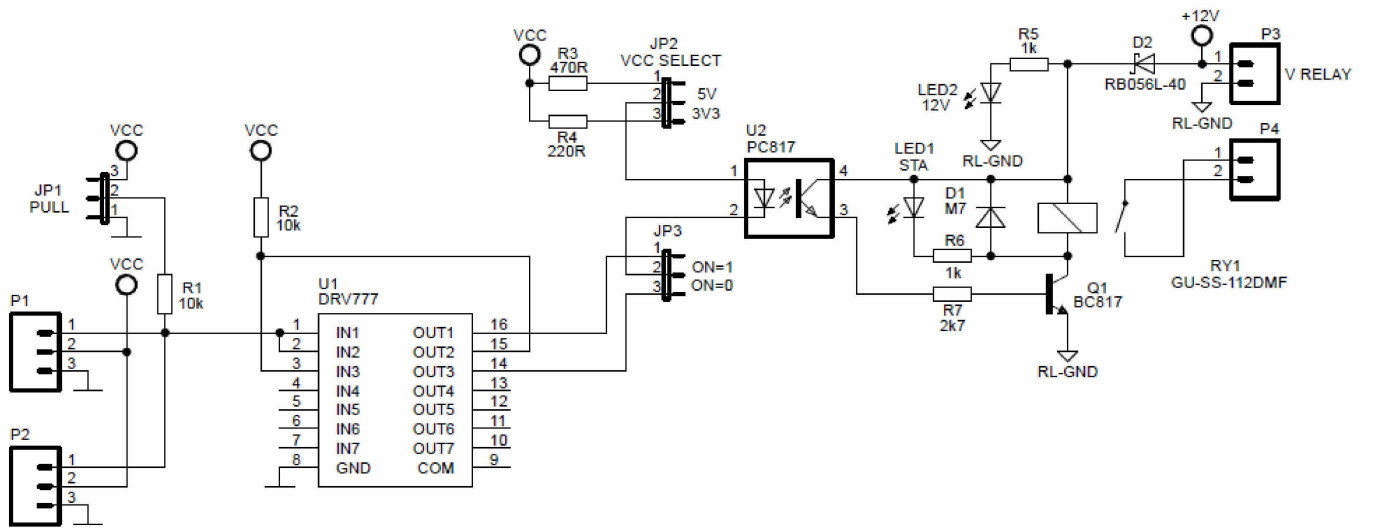 +12V
VCC
R3
470R
JP2
VCC SELECT
1
2
3
5V
3V3
R4
220R
R5
1k
D2
RB056L-40
P3
1
2
V RELAY
RL-GND
LED2
12V
RL-GND
P4
1
2
VCC
VCC
JP1
PULL
3
2
1
U2
PC817
1
2
4
3
LED1
STA
D1
M7
R2
10k
R6
1k
RY1
GU-SS-112DMF
VCC
R1
10k
JP3
1
2
3
ON=1
ON=0
R7
2k7
Q1
BC817
RL-GND
P1
1
2
3
U1
DRV777
1 IN1 OUT1 16
2 IN2 OUT2 15
3 IN3 OUT3 14
4 IN4 OUT4 13
5 IN5 OUT5 12
6 IN6 OUT6 11
7 IN7 OUT7 10
8 GND COM 9
P2
1
2
3